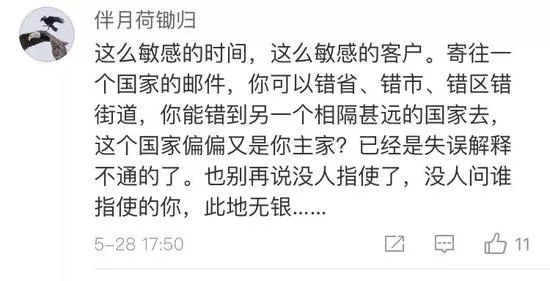 伴月荷锄归
这么敏感的时间，这么敏感的客户。寄往一
个国家的邮件，你可以错省、错市、错区错
街道，你能错到另一个相隔甚远的国家去，
这个国家偏偏又是你主家？已经是失误解释
不通的了。也别再说没人指使了，没人问谁
指使的你，此地无银......
5-28 17:50
11